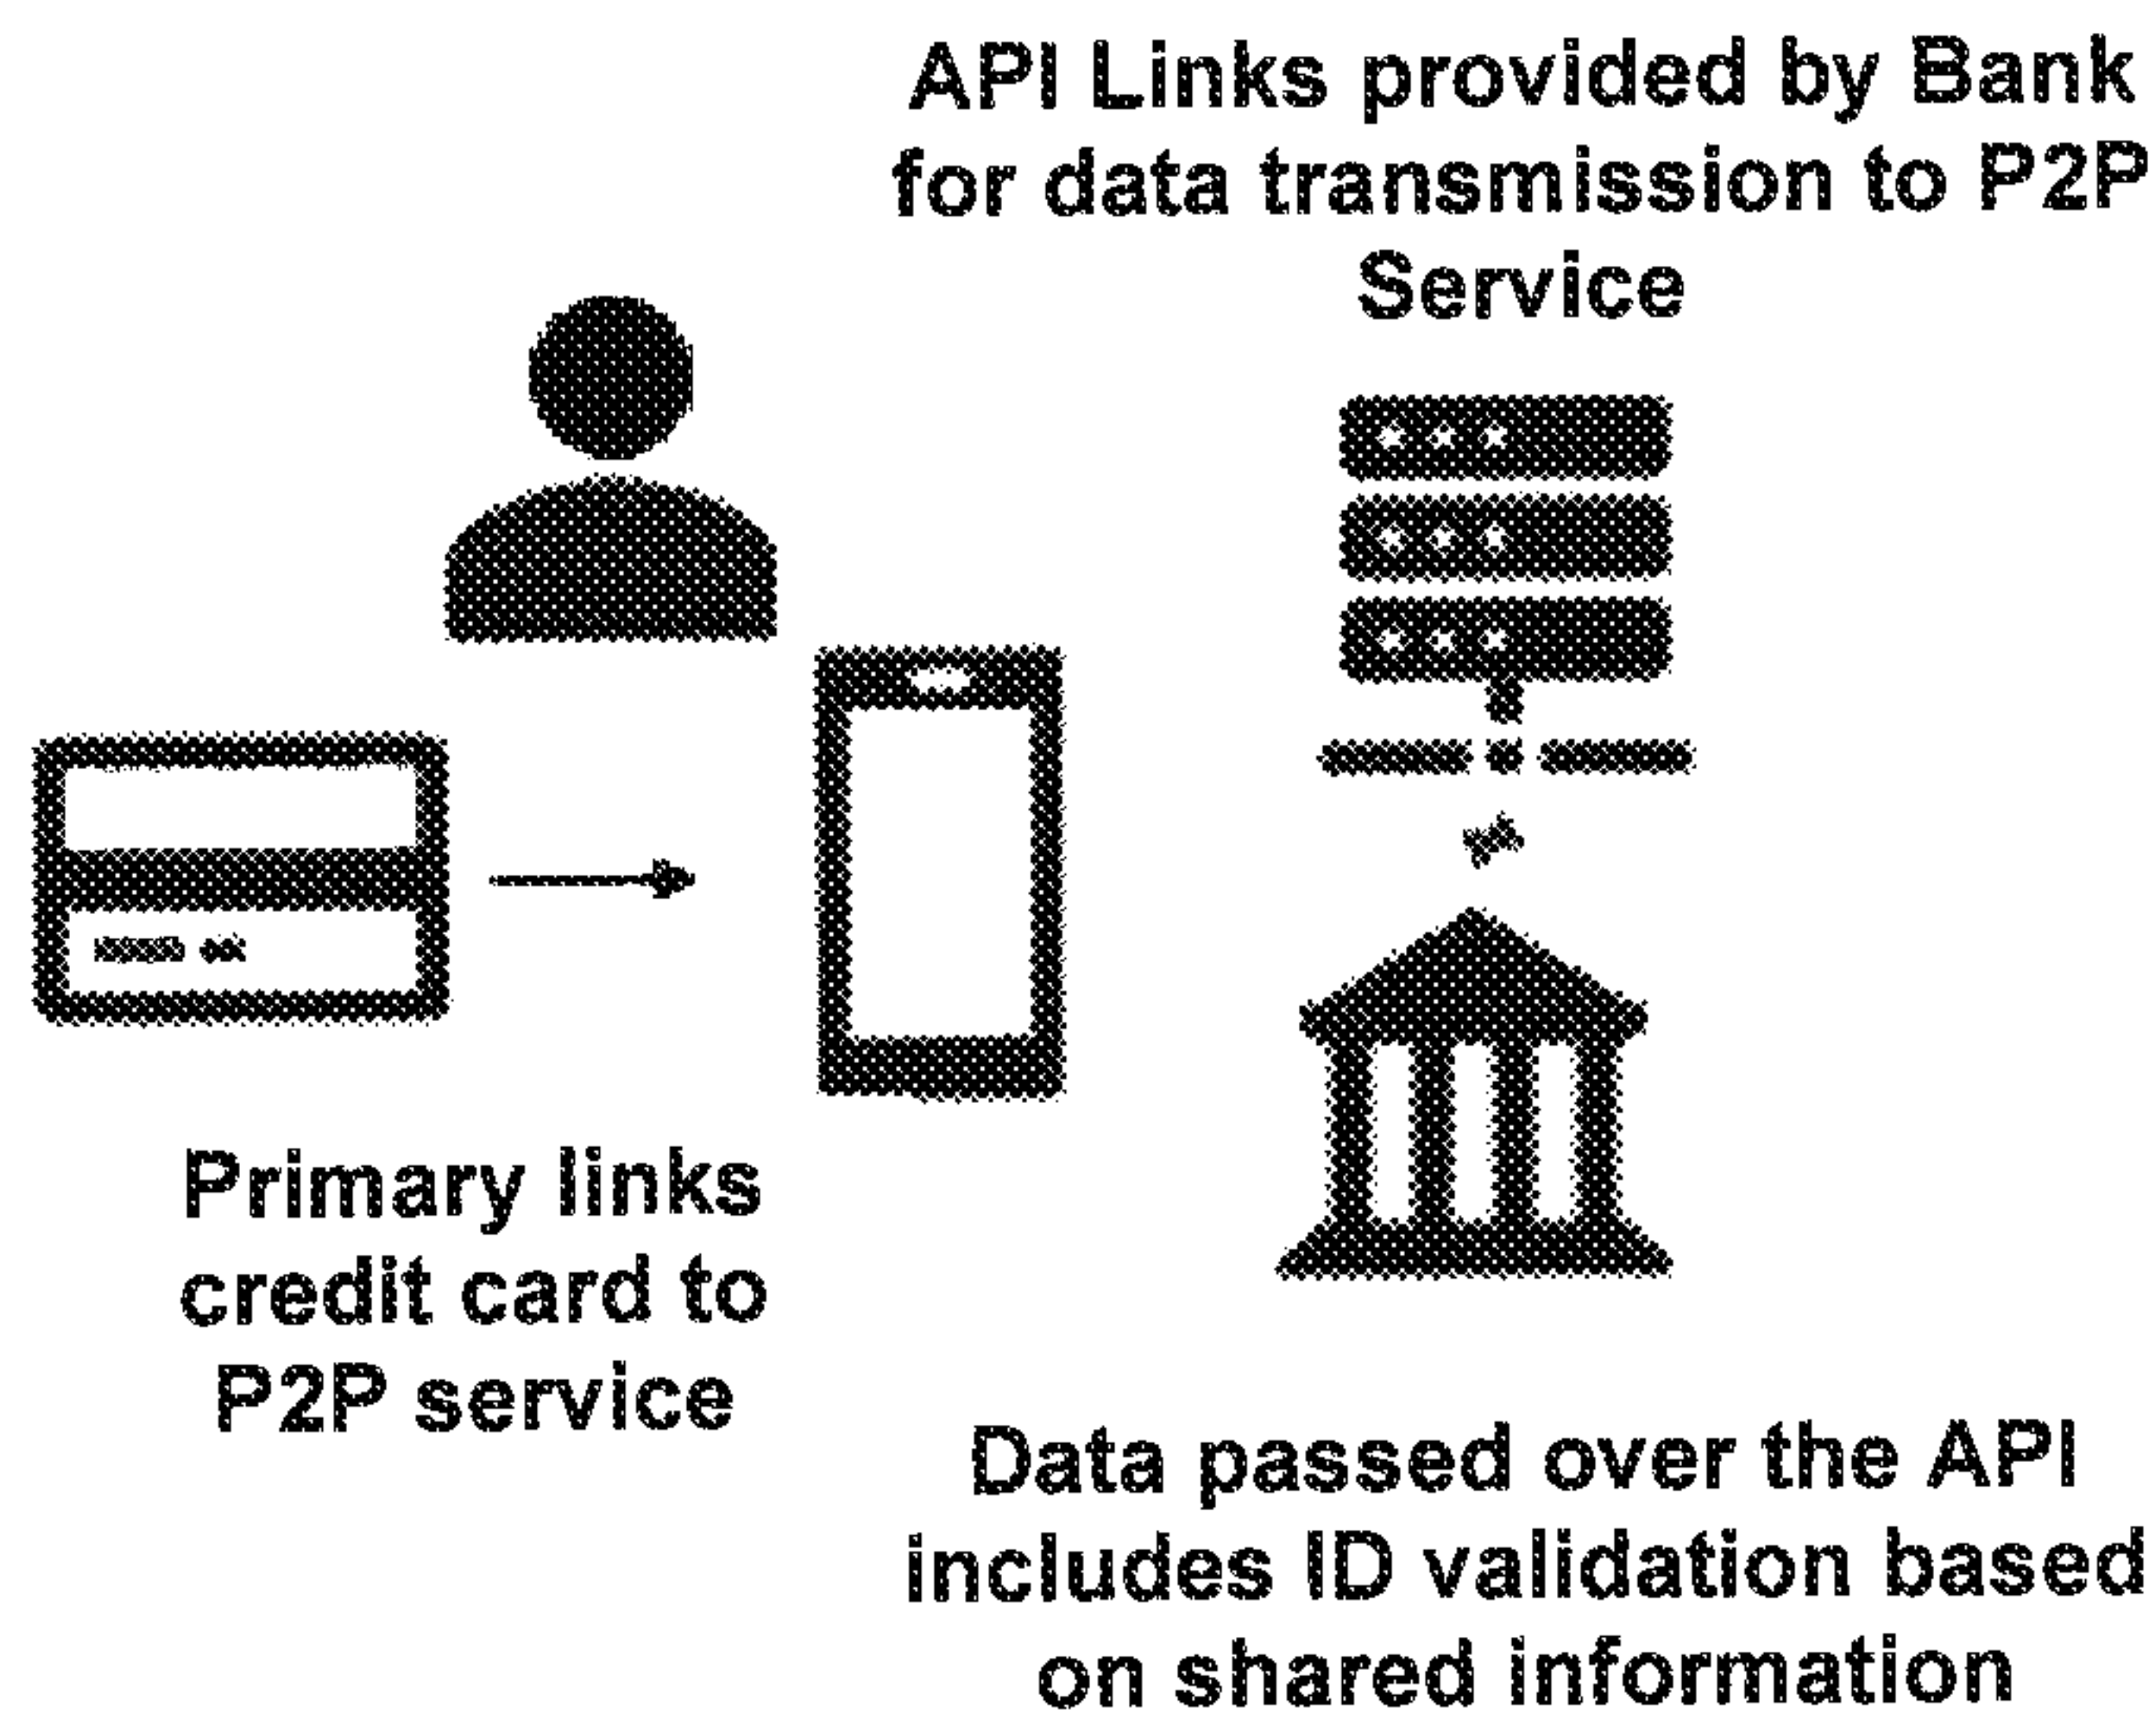 API Links provided by Bank
for data transmission to P2P
Service
Primary links
credit card to
P2P service
Data passed over the API
includes ID validation based
on shared information